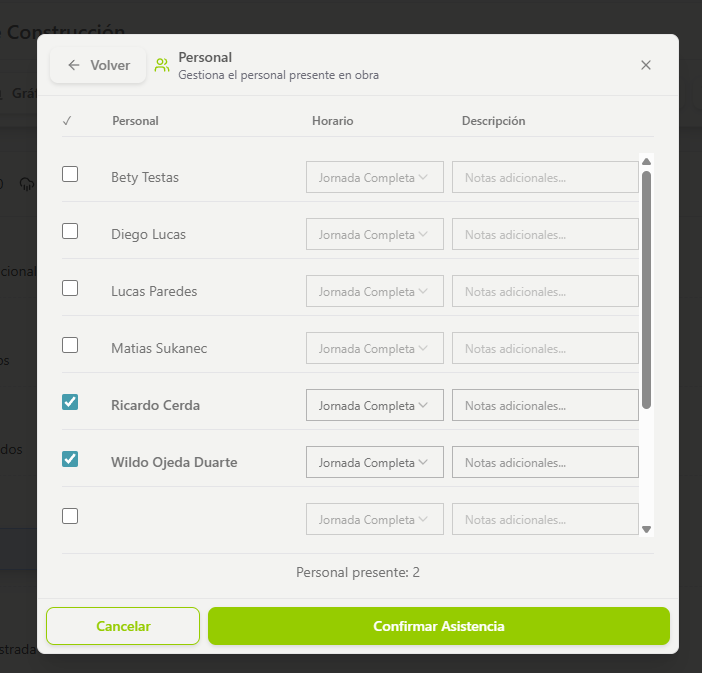 Construcción
Volver
Personal
Gestiona el personal presente en obra
Grá
✓ Personal Horario Descripción
Bety Testas Jornada Completa Notas adicionales...
Diego Lucas Jornada Completa Notas adicionales...
cional
Lucas Paredes Jornada Completa Notas adicionales...
Matias Sukanec Jornada Completa Notas adicionales...
os
Ricardo Cerda Jornada Completa Notas adicionales...
dos
Wildo Ojeda Duarte Jornada Completa Notas adicionales...
Jornada Completa Notas adicionales...
Personal presente: 2
Cancelar Confirmar Asistencia
strada